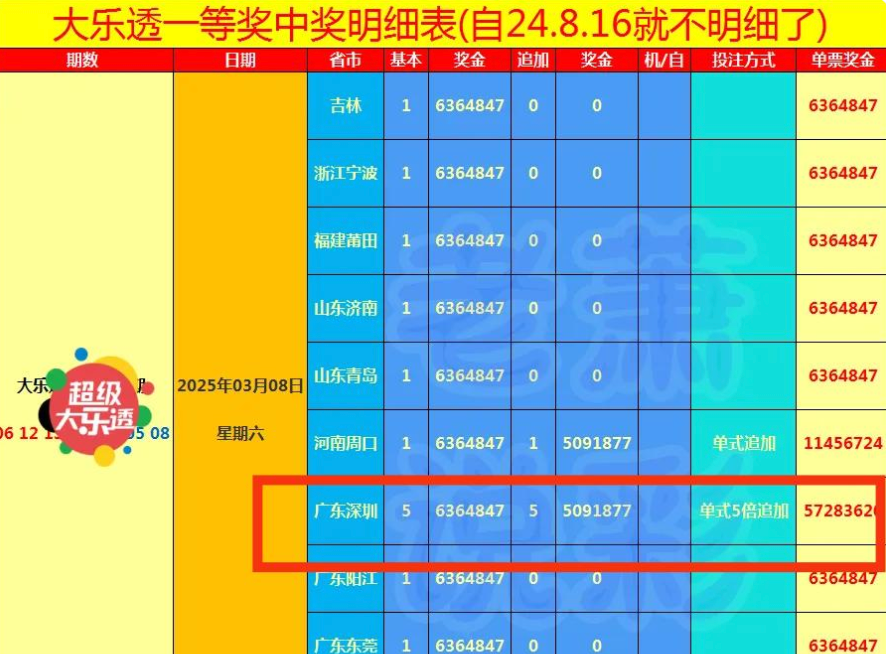 大乐透一等奖中奖明细表(自24.8.16就不明细了)
期数 日期 省市 基本 奖金 追加 奖金 机/自 投注方式 单票奖金
吉林 1 6364847 0 0 6364847
浙江宁波 1 6364847 0 0 6364847
福建莆田 1 6364847 0 0 6364847
山东济南 1 6364847 0 0 6364847
山东青岛 1 6364847 0 0 6364847
大乐
超级
大乐透
06 12 05 08
2025年03月08日
星期六
河南周口 1 6364847 1 5091877 单式追加 11456724
广东深圳 5 6364847 5 5091877 单式5倍追加 57283620
广东阳江 1 6364847 0 0 6364847
广东东莞 1 6364847 0 0 6364847
老萧
说彩